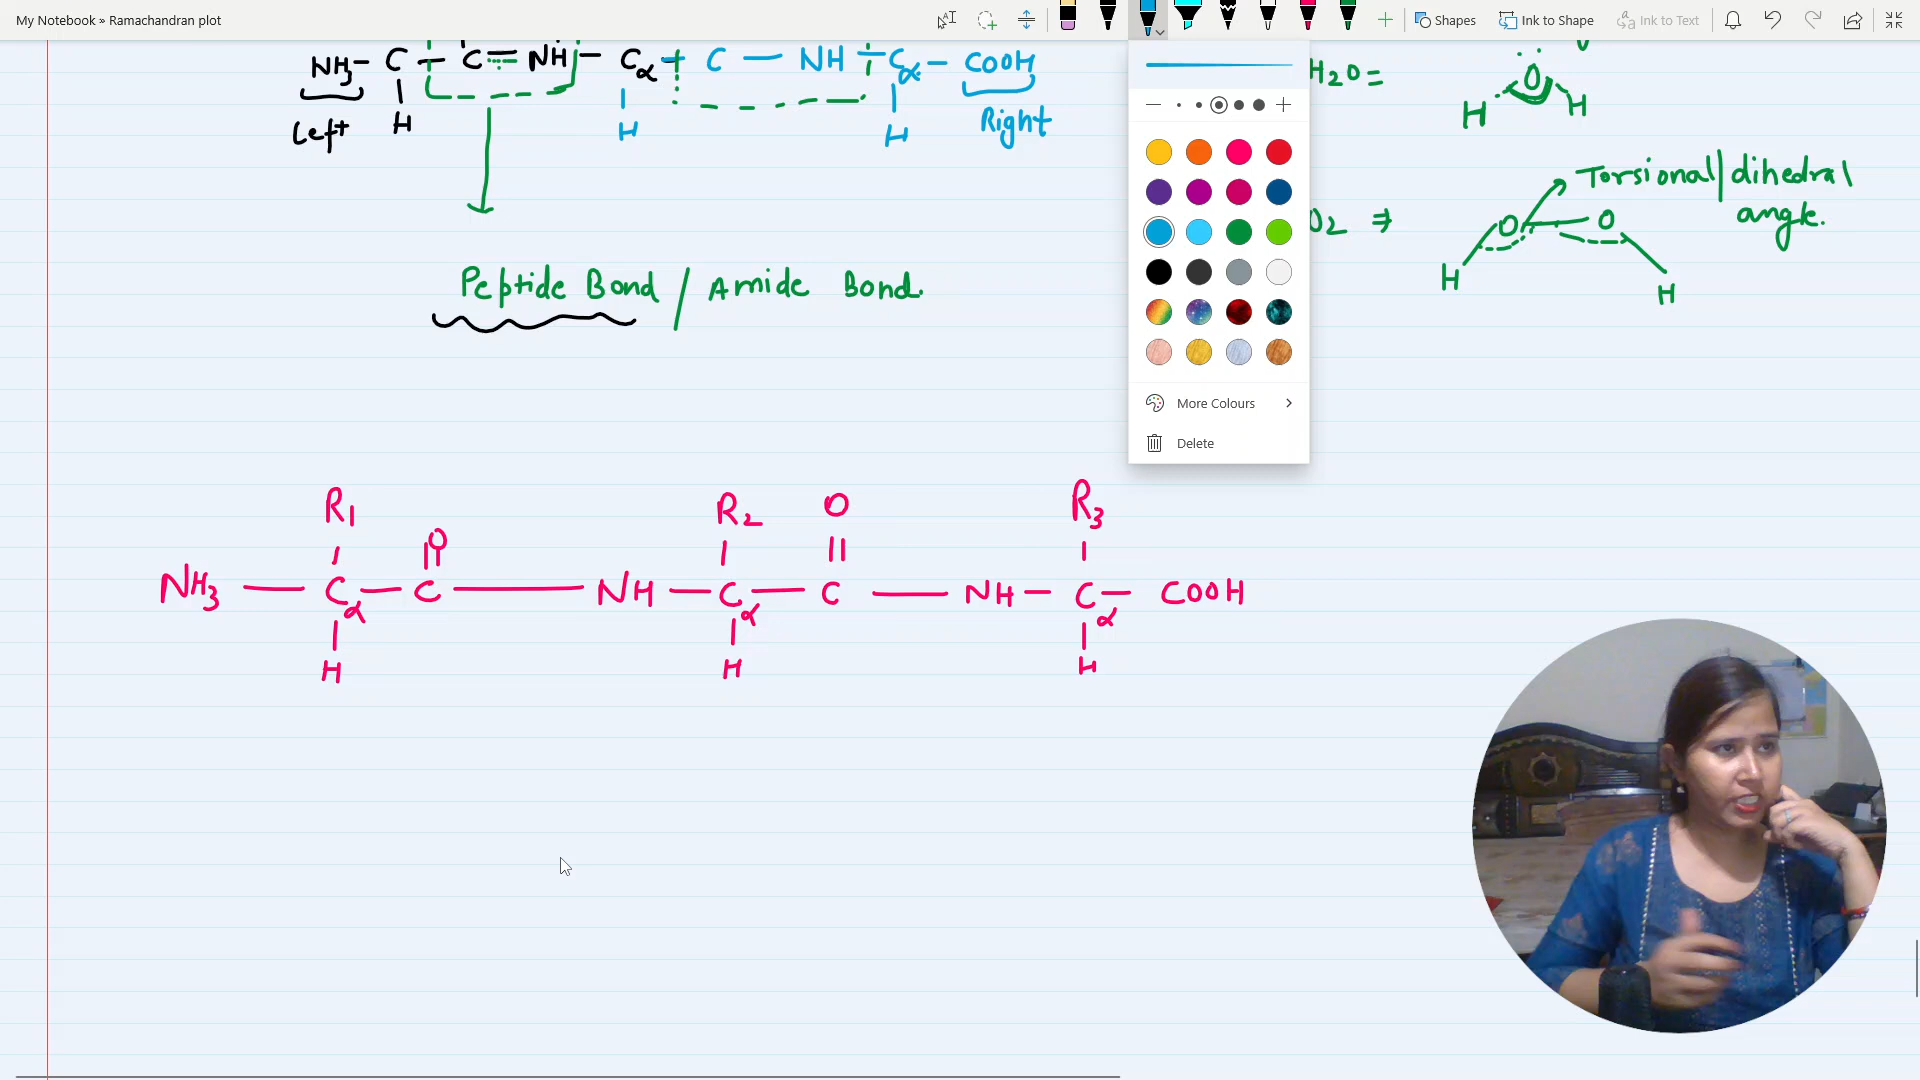 My Notebook » Ramachandran plot
Shapes
Ink to Shape
Ink to Text
NH3 - C - C = NH - Cα - C - NH - Cα - COOH
H H H
Left
Right
H2O =
O
H H
Torsional/dihedral
angle.
O2 ⇒
O O
H H
Peptide Bond / Amide Bond.
More Colours
Delete
R1 R2 O R3
O
NH3 — Cα — C — NH — Cα — C — NH — Cα — COOH
H H H